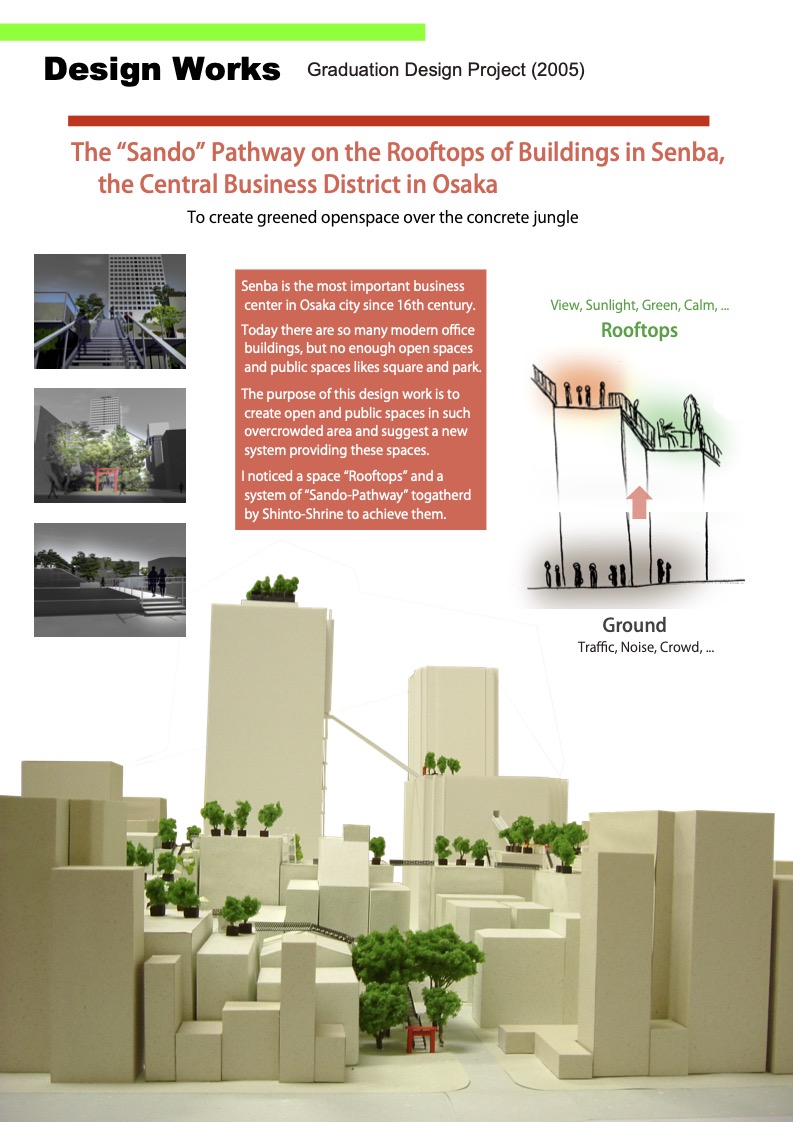 Design Works Graduation Design Project (2005)
The “Sando” Pathway on the Rooftops of Buildings in Senba,
the Central Business District in Osaka
To create greened openspace over the concrete jungle
Senba is the most important business
center in Osaka city since 16th century.
Today there are so many modern office
buildings, but no enough open spaces
and public spaces likes square and park.
The purpose of this design work is to
create open and public spaces in such
overcrowded area and suggest a new
system providing these spaces.
I noticed a space “Rooftops” and a
system of “Sando-Pathway” togatherd
by Shinto-Shrine to achieve them.
View, Sunlight, Green, Calm, ...
Rooftops
Ground
Traffic, Noise, Crowd, ...